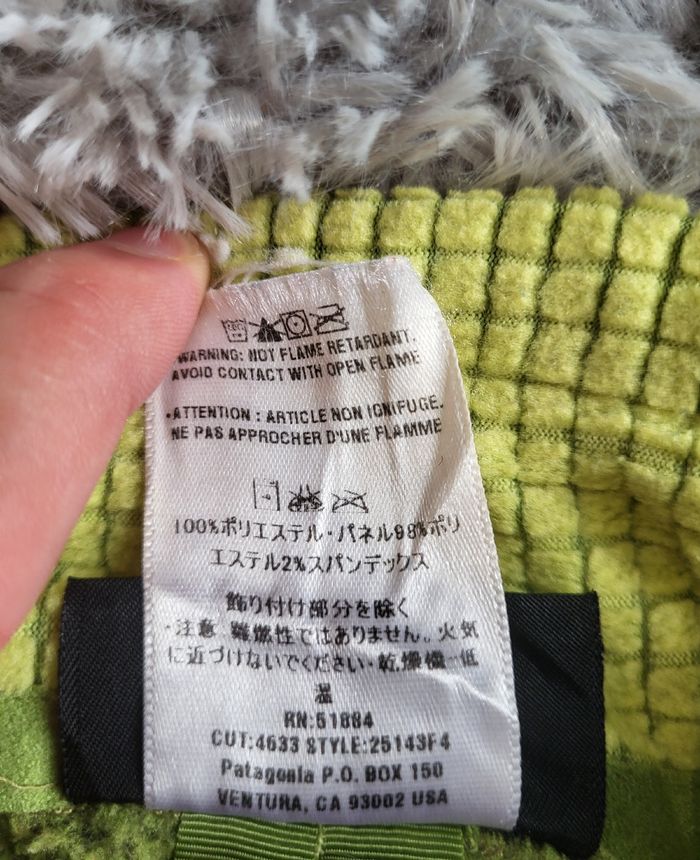 WARNING: NOT FLAME RETARDANT.
AVOID CONTACT WITH OPEN FLAME
•ATTENTION : ARTICLE NON IGNIFUGE.
NE PAS APPROCHER D'UNE FLAMME
100%ポリエステル・パネル98%ポリ
エステル2%スパンデックス
飾り付け部分を除く
・注意 難燃性ではありません。火気
に近づけないでください・乾燥機－低
温
RN:51884
CUT:4633 STYLE:25143F4
Patagonia P.O. BOX 150
VENTURA, CA 93002 USA